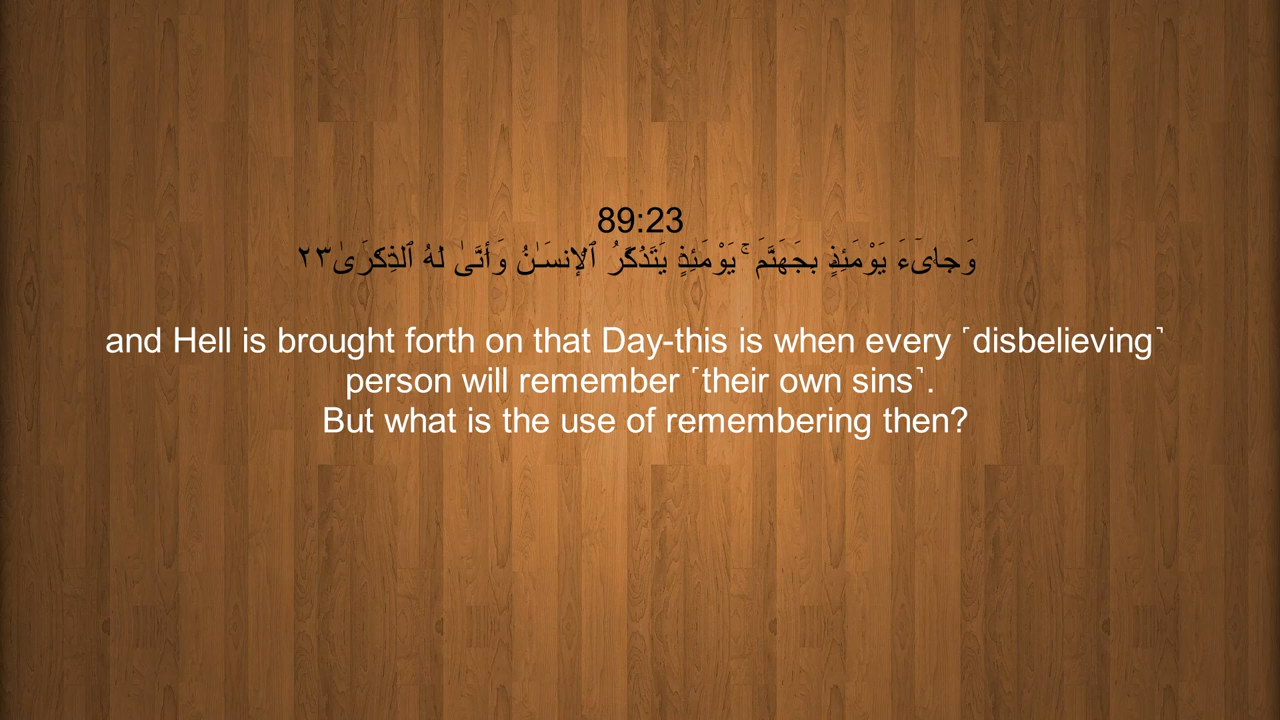 89:23
وَجِا۟ىٓءَ يَوْمَئِذٍۭ بِجَهَنَّمَ ۚ يَوْمَئِذٍ يَتَذَكَّرُ ٱلْإِنسَـٰنُ وَأَنَّىٰ لَهُ ٱلذِّكْرَىٰ ٢٣
and Hell is brought forth on that Day-this is when every ˹disbelieving˺
person will remember ˹their own sins˺.
But what is the use of remembering then?